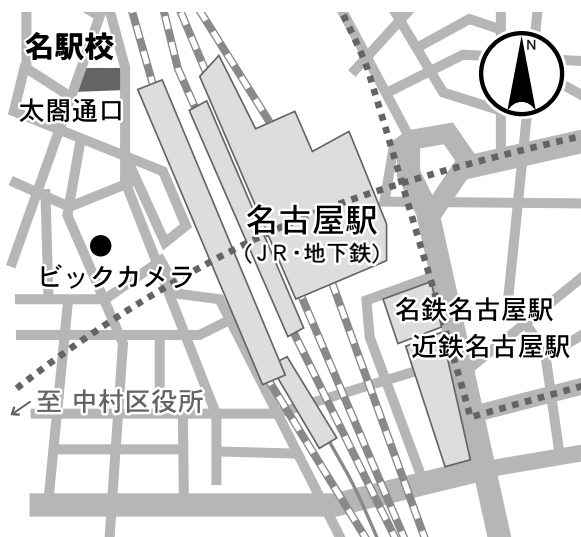 名駅校
N
太閤通口
名古屋駅
(JR・地下鉄)
ビックカメラ
名鉄名古屋駅
近鉄名古屋駅
至 中村区役所